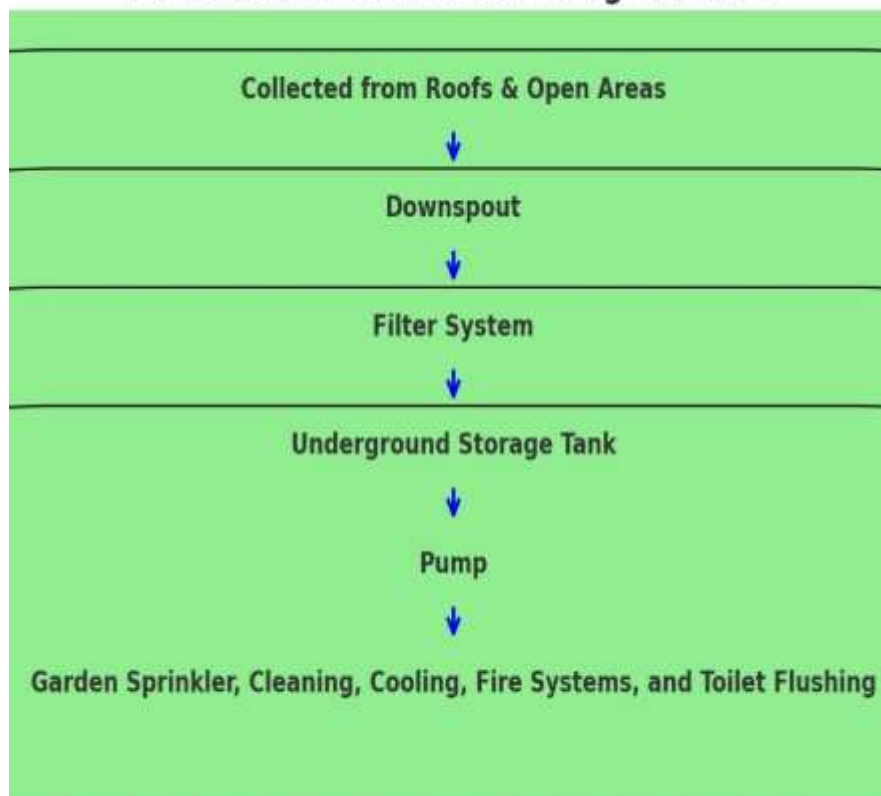 Collected from Roofs & Open Areas
Downspout
Filter System
Underground Storage Tank
Pump
Garden Sprinkler, Cleaning, Cooling, Fire Systems, and Toilet Flushing